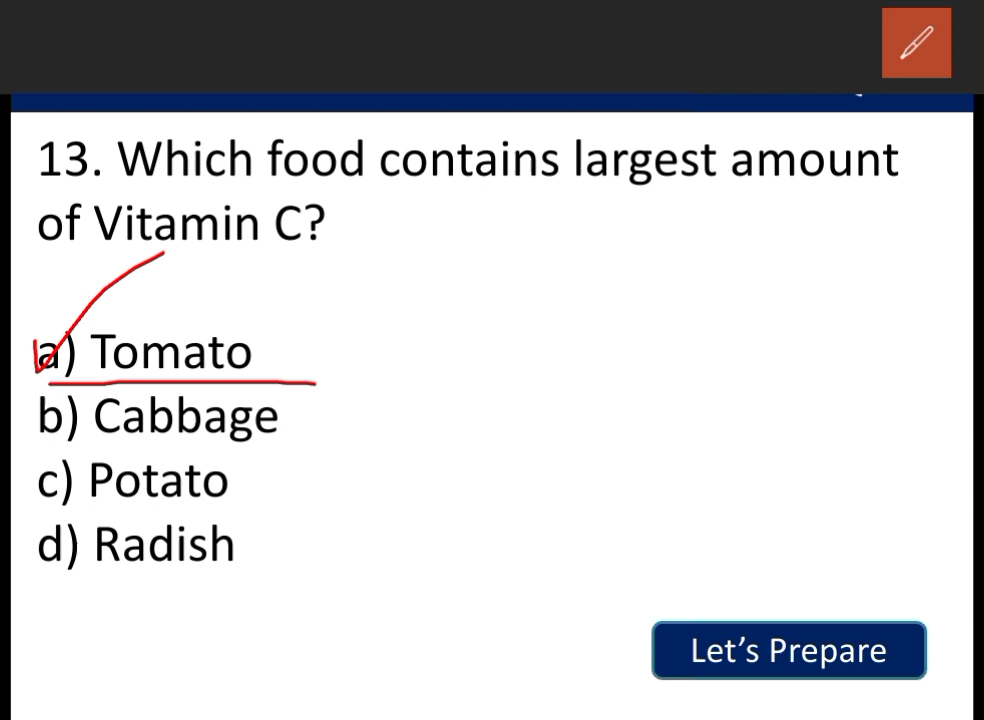 13. Which food contains largest amount
of Vitamin C?
a) Tomato
b) Cabbage
c) Potato
d) Radish
Let's Prepare